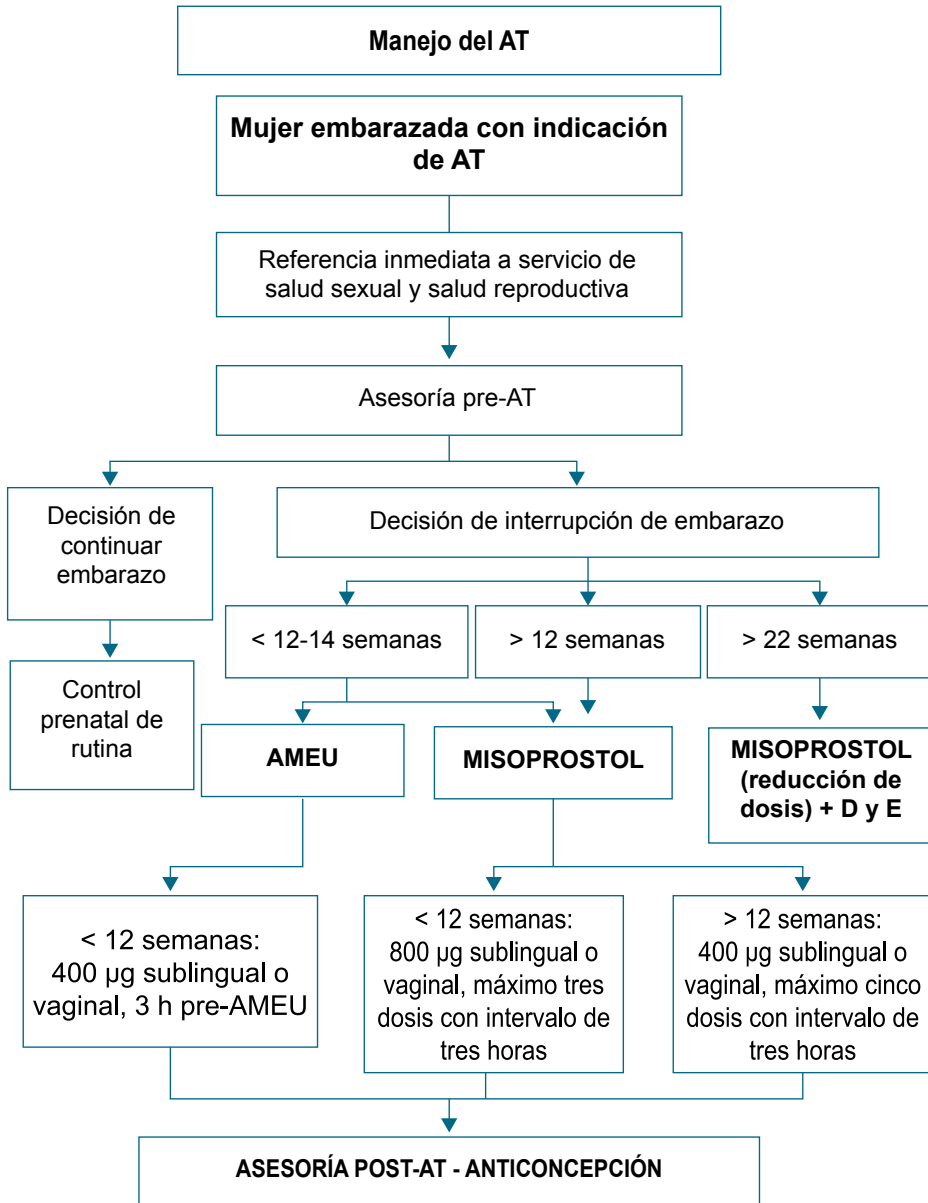 Manejo del AT
Mujer embarazada con indicación
de AT
Referencia inmediata a servicio de
salud sexual y salud reproductiva
Asesoría pre-AT
Decisión de
continuar
embarazo
Decisión de interrupción de embarazo
< 12-14 semanas
> 12 semanas
> 22 semanas
Control
prenatal de
rutina
AMEU
MISOPROSTOL
MISOPROSTOL
(reducción de
dosis) + D y E
< 12 semanas:
400 µg sublingual o
vaginal, 3 h pre-AMEU
< 12 semanas:
800 µg sublingual o
vaginal, máximo tres
dosis con intervalo de
tres horas
> 12 semanas:
400 µg sublingual o
vaginal, máximo cinco
dosis con intervalo de
tres horas
ASESORÍA POST-AT - ANTICONCEPCIÓN